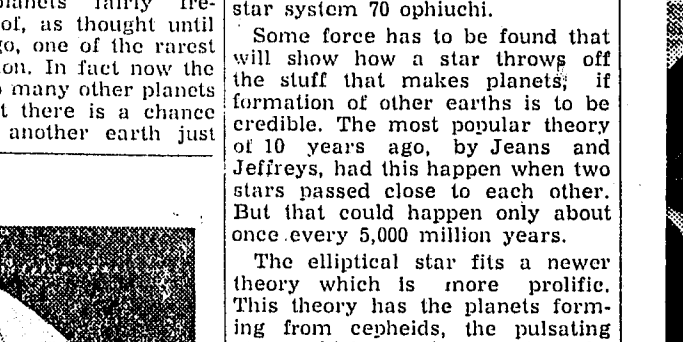 planets fairly fre-
of, as thought until
go, one of the rarest
on. In fact now the
many other planets
t there is a chance
another earth just
star system 70 ophiuchi.
Some force has to be found that
will show how a star throws off
the stuff that makes planets, if
formation of other earths is to be
credible. The most popular theory
of 10 years ago, by Jeans and
Jeffreys, had this happen when two
stars passed close to each other.
But that could happen only about
once every 5,000 million years.
The elliptical star fits a newer
theory which is more prolific.
This theory has the planets form-
ing from cepheids, the pulsating